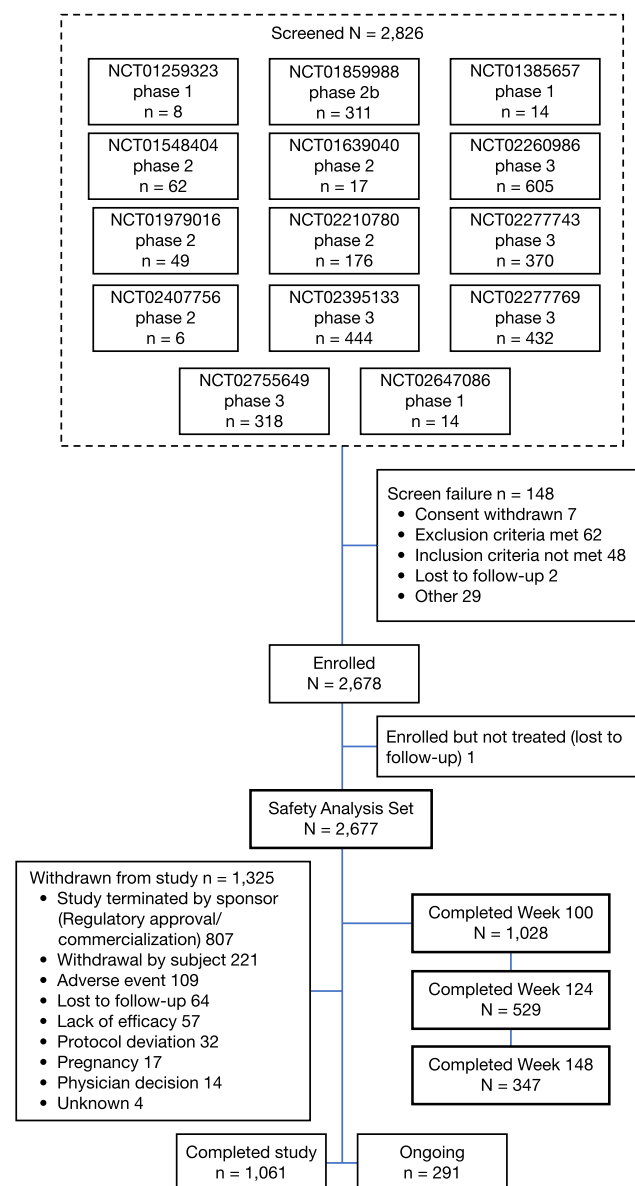 Screened N = 2,826
NCT01259323
phase 1
n = 8
NCT01859988
phase 2b
n = 311
NCT01385657
phase 1
n = 14
NCT01548404
phase 2
n = 62
NCT01639040
phase 2
n = 17
NCT02260986
phase 3
n = 605
NCT01979016
phase 2
n = 49
NCT02210780
phase 2
n = 176
NCT02277743
phase 3
n = 370
NCT02407756
phase 2
n = 6
NCT02395133
phase 3
n = 444
NCT02277769
phase 3
n = 432
NCT02755649
phase 3
n = 318
NCT02647086
phase 1
n = 14
Screen failure n = 148
• Consent withdrawn 7
• Exclusion criteria met 62
• Inclusion criteria not met 48
• Lost to follow-up 2
• Other 29
Enrolled
N = 2,678
Enrolled but not treated (lost to
follow-up) 1
Safety Analysis Set
N = 2,677
Withdrawn from study n = 1,325
• Study terminated by sponsor
(Regulatory approval/
commercialization) 807
• Withdrawal by subject 221
• Adverse event 109
• Lost to follow-up 64
• Lack of efficacy 57
• Protocol deviation 32
• Pregnancy 17
• Physician decision 14
• Unknown 4
Completed Week 100
N = 1,028
Completed Week 124
N = 529
Completed Week 148
N = 347
Completed study
n = 1,061
Ongoing
n = 291